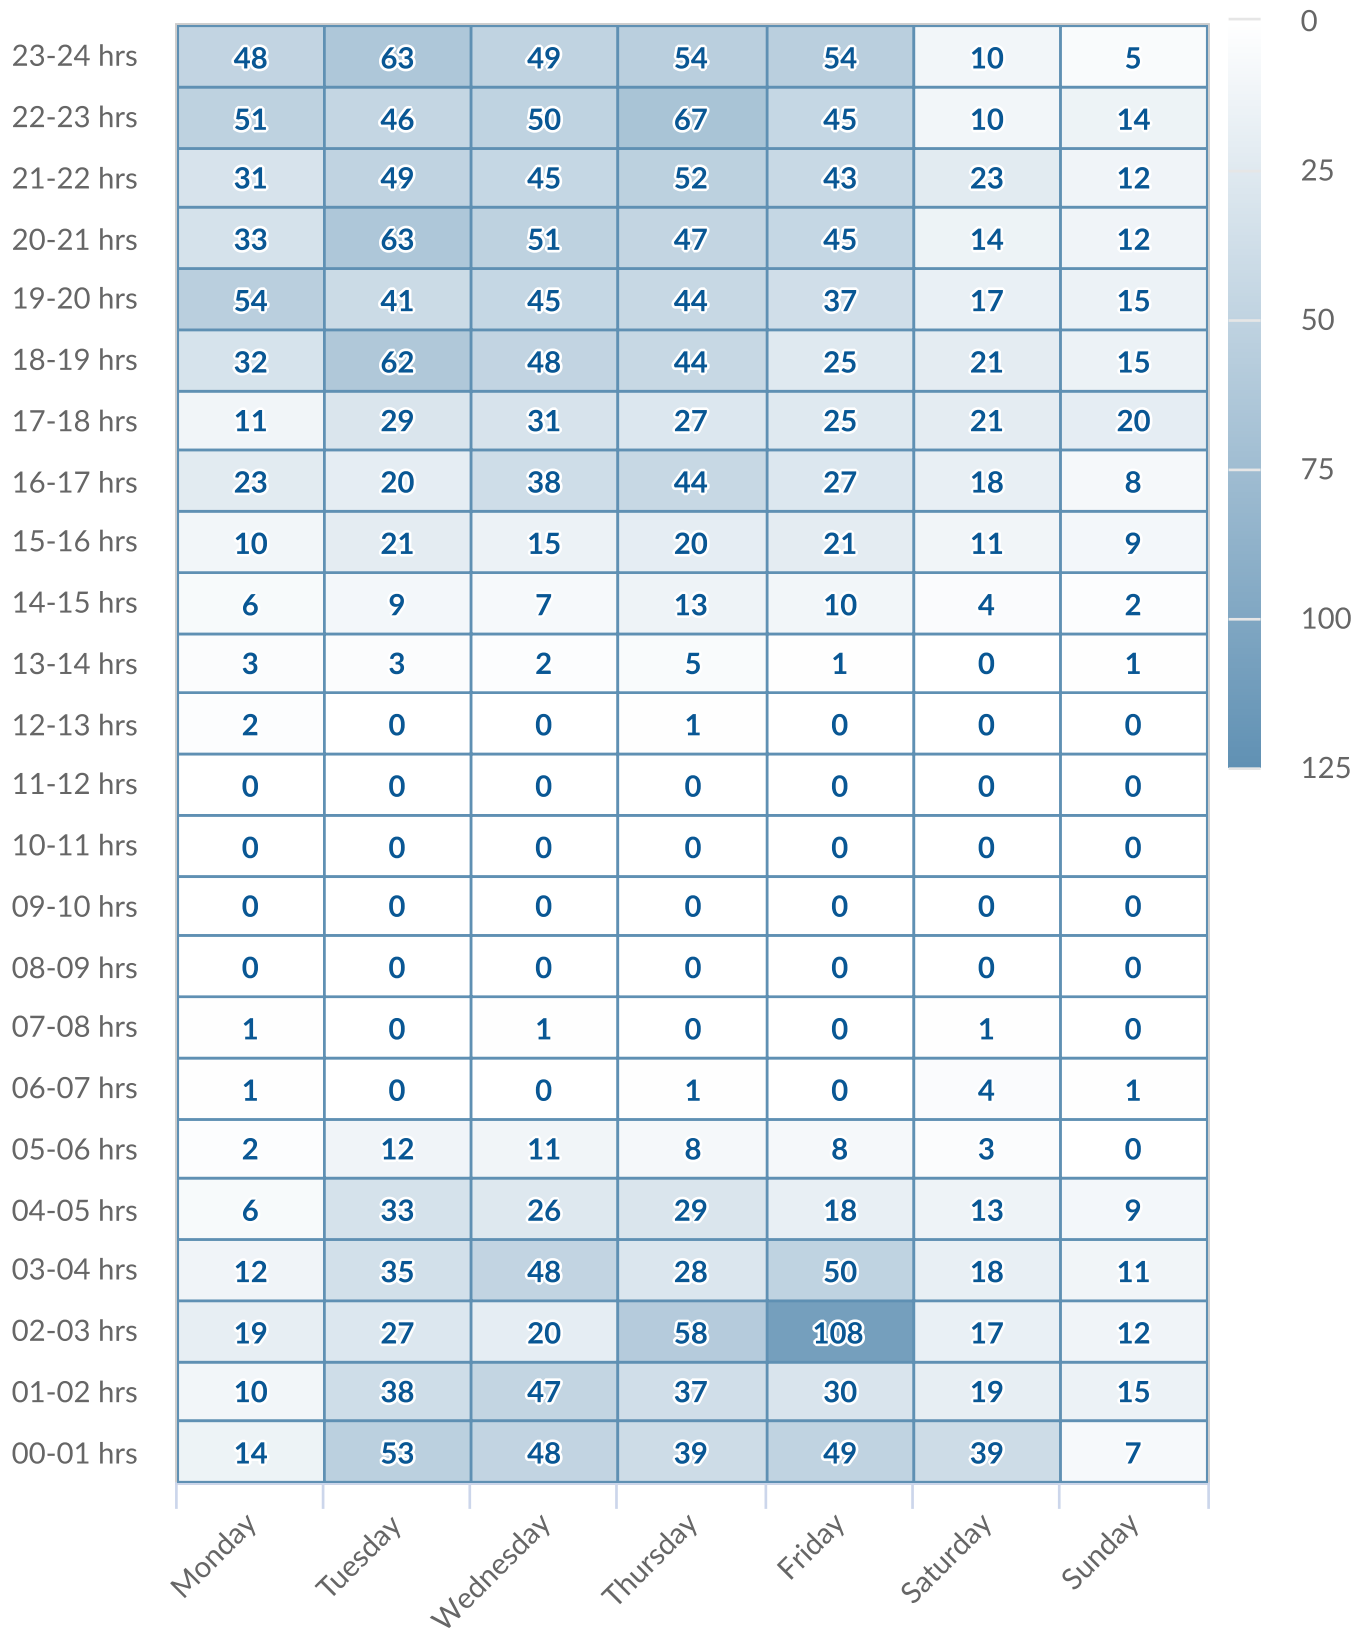 23-24 hrs 48 63 49 54 54 10 5
22-23 hrs 51 46 50 67 45 10 14
21-22 hrs 31 49 45 52 43 23 12
20-21 hrs 33 63 51 47 45 14 12
19-20 hrs 54 41 45 44 37 17 15
18-19 hrs 32 62 48 44 25 21 15
17-18 hrs 11 29 31 27 25 21 20
16-17 hrs 23 20 38 44 27 18 8
15-16 hrs 10 21 15 20 21 11 9
14-15 hrs 6 9 7 13 10 4 2
13-14 hrs 3 3 2 5 1 0 1
12-13 hrs 2 0 0 1 0 0 0
11-12 hrs 0 0 0 0 0 0 0
10-11 hrs 0 0 0 0 0 0 0
09-10 hrs 0 0 0 0 0 0 0
08-09 hrs 0 0 0 0 0 0 0
07-08 hrs 1 0 1 0 0 1 0
06-07 hrs 1 0 0 1 0 4 1
05-06 hrs 2 12 11 8 8 3 0
04-05 hrs 6 33 26 29 18 13 9
03-04 hrs 12 35 48 28 50 18 11
02-03 hrs 19 27 20 58 108 17 12
01-02 hrs 10 38 47 37 30 19 15
00-01 hrs 14 53 48 39 49 39 7
Monday Tuesday Wednesday Thursday Friday Saturday Sunday
0
25
50
75
100
125